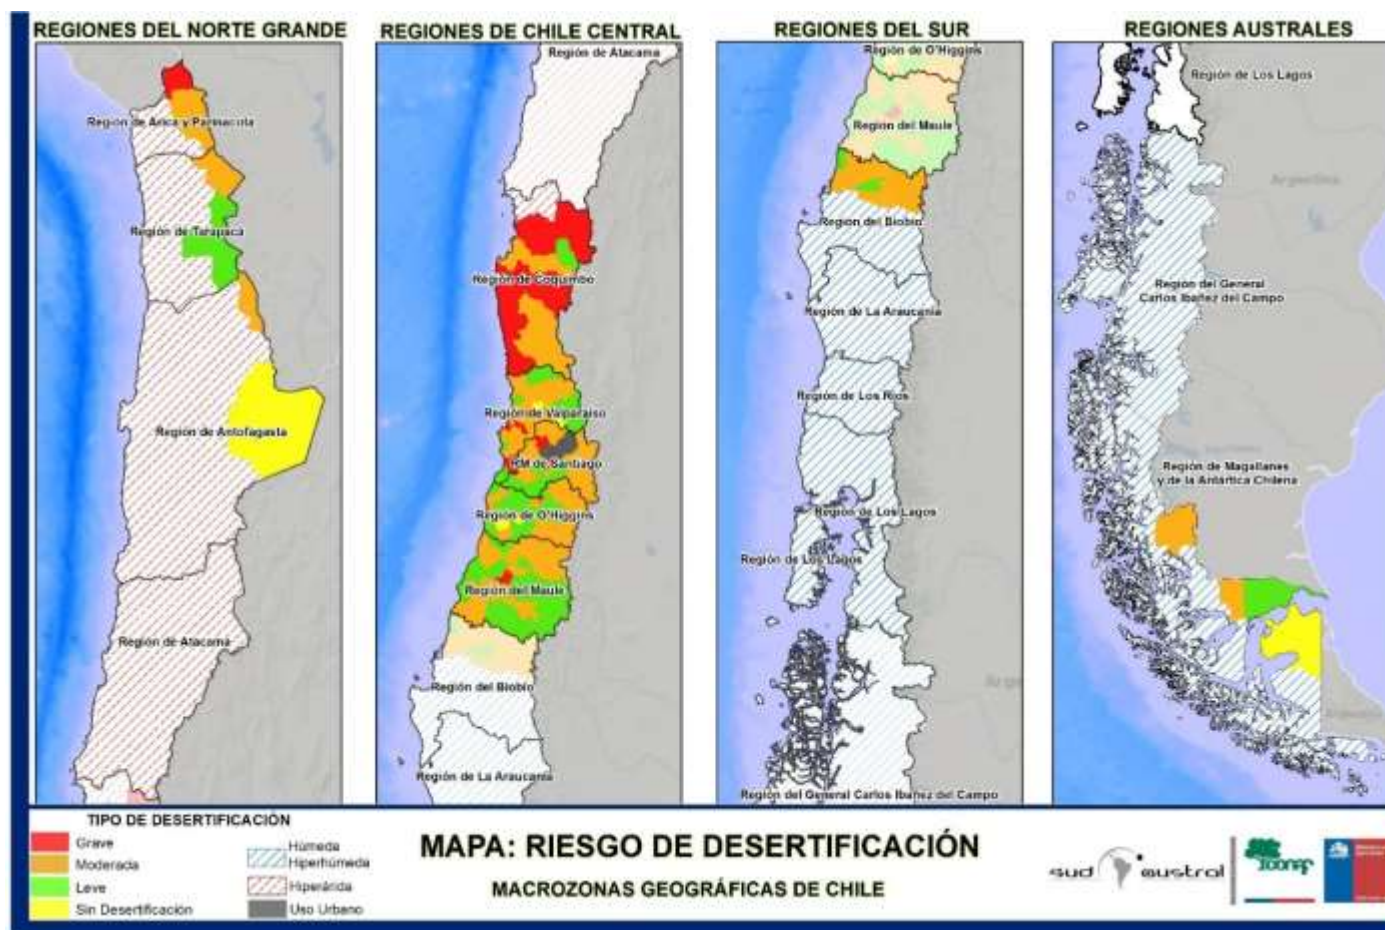 REGIONES DEL NORTE GRANDE
Región de Arica y Parinacota
Región de Tarapacá
Región de Antofagasta
Región de Atacama
REGIONES DE CHILE CENTRAL
Región de Atacama
Región de Coquimbo
Región de Valparaíso
RM de Santiago
Región de O'Higgins
Región del Maule
Región del Biobío
Región de La Araucanía
REGIONES DEL SUR
Región de O'Higgins
Región del Maule
Región del Biobío
Región de La Araucanía
Región de Los Ríos
Región de Los Lagos
Región de Los Lagos
Región del General Carlos Ibañez del Campo
REGIONES AUSTRALES
Región de Los Lagos
Argentina
Región del General
Carlos Ibañez del Campo
Región de Magallanes
y de la Antártica Chilena
TIPO DE DESERTIFICACIÓN
Grave
Moderada
Leve
Sin Desertificación
Húmeda
Hiperhúmeda
Hiperárida
Uso Urbano
MAPA: RIESGO DE DESERTIFICACIÓN
MACROZONAS GEOGRÁFICAS DE CHILE
sud austral